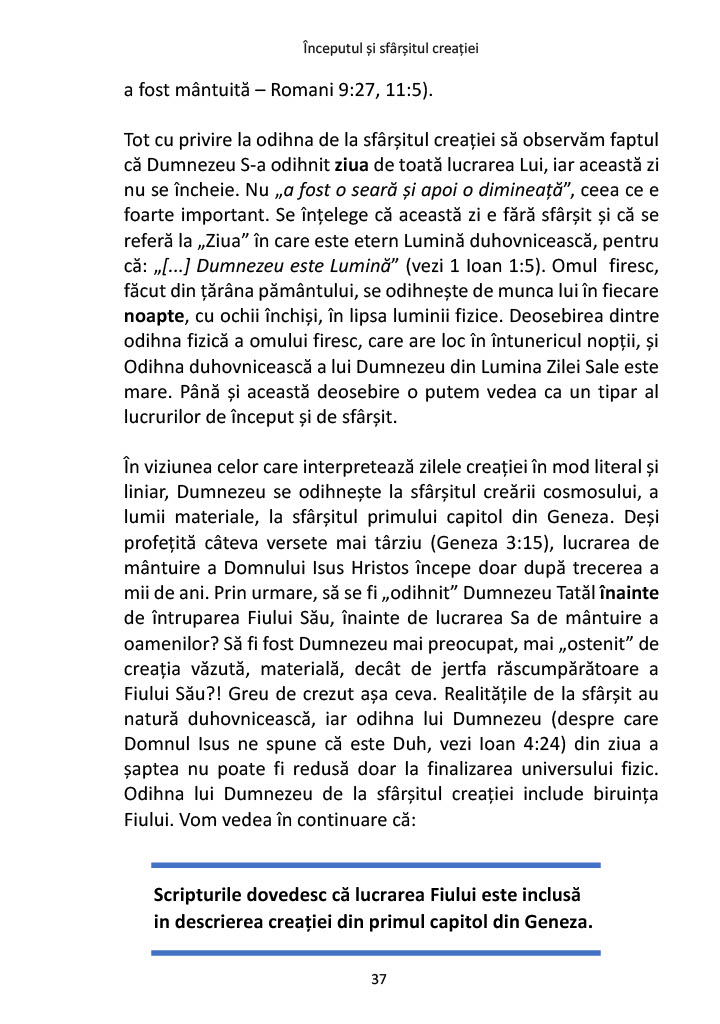 Începutul și sfârșitul creației
a fost mântuită – Romani 9:27, 11:5).
Tot cu privire la odihna de la sfârșitul creației să observăm faptul
că Dumnezeu S-a odihnit ziua de toată lucrarea Lui, iar această zi
nu se încheie. Nu „a fost o seară și apoi o dimineață”, ceea ce e
foarte important. Se înțelege că această zi e fără sfârșit și că se
referă la „Ziua” în care este etern Lumină duhovnicească, pentru
că: „[...] Dumnezeu este Lumină” (vezi 1 Ioan 1:5). Omul  firesc,
făcut din țărâna pământului, se odihnește de munca lui în fiecare
noapte, cu ochii închiși, în lipsa luminii fizice. Deosebirea dintre
odihna fizică a omului firesc, care are loc în întunericul nopții, și
Odihna duhovnicească a lui Dumnezeu din Lumina Zilei Sale este
mare. Până și această deosebire o putem vedea ca un tipar al
lucrurilor de început și de sfârșit.
În viziunea celor care interpretează zilele creației în mod literal și
liniar, Dumnezeu se odihnește la sfârșitul creării cosmosului, a
lumii materiale, la sfârșitul primului capitol din Geneza. Deși
profețită câteva versete mai târziu (Geneza 3:15), lucrarea de
mântuire a Domnului Isus Hristos începe doar după trecerea a
mii de ani. Prin urmare, să se fi „odihnit” Dumnezeu Tatăl înainte
de întruparea Fiului Său, înainte de lucrarea Sa de mântuire a
oamenilor? Să fi fost Dumnezeu mai preocupat, mai „ostenit” de
creația văzută, materială, decât de jertfa răscumpărătoare a
Fiului Său?! Greu de crezut așa ceva. Realitățile de la sfârșit au
natură duhovnicească, iar odihna lui Dumnezeu (despre care
Domnul Isus ne spune că este Duh, vezi Ioan 4:24) din ziua a
șaptea nu poate fi redusă doar la finalizarea universului fizic.
Odihna lui Dumnezeu de la sfârșitul creației include biruința
Fiului. Vom vedea în continuare că:
Scripturile dovedesc că lucrarea Fiului este inclusă
in descrierea creației din primul capitol din Geneza.
37